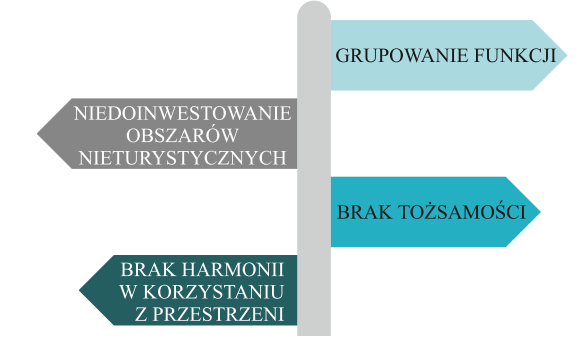 GRUPOWANIE FUNKCJI
NIEDOINWESTOWANIE
OBSZARÓW
NIETURYSTYCZNYCH
BRAK TOŻSAMOŚCI
BRAK HARMONII
W KORZYSTANIU
Z PRZESTRZENI